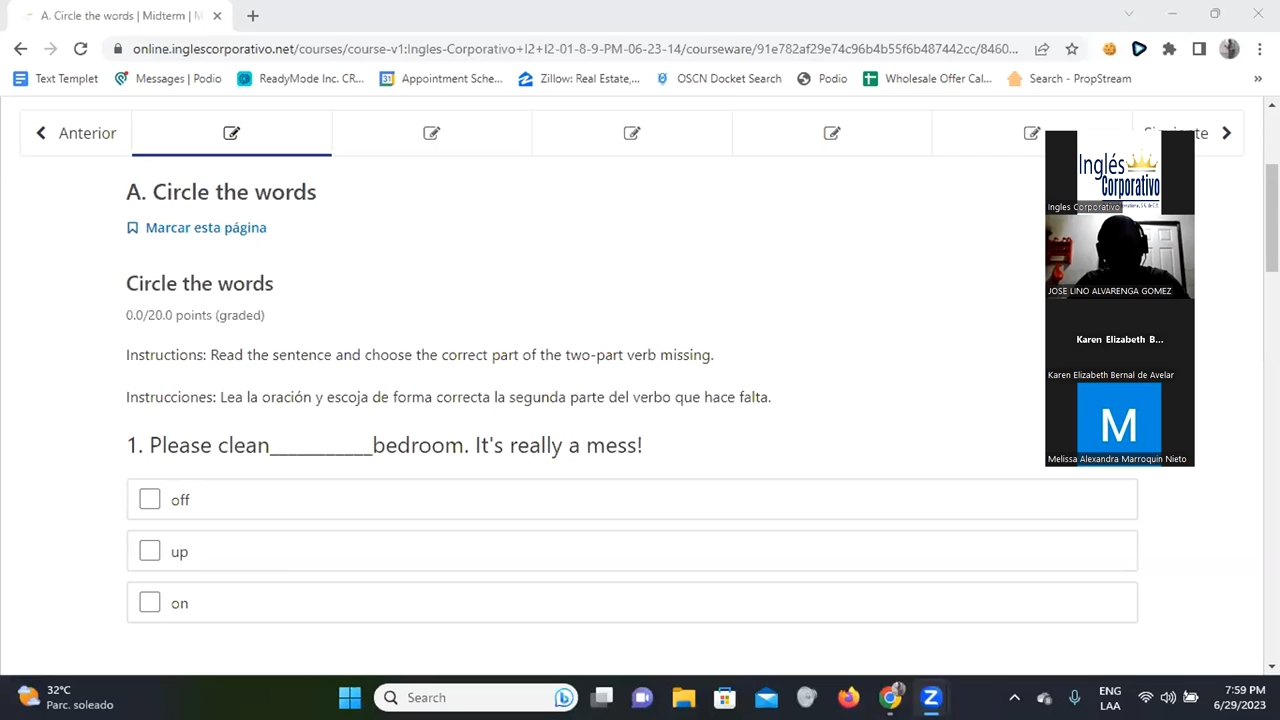 A. Circle the words | Midterm | M
online.inglescorporativo.net/courses/course-v1:Ingles-Corporativo+I2+I2-01-8-9-PM-06-23-14/courseware/91e782af29e74c96b4b55f6b487442cc/8460...
Text Templet
Messages | Podio
ReadyMode Inc. CR...
Appointment Sche...
Zillow: Real Estate,...
OSCN Docket Search
Podio
Wholesale Offer Cal...
Search - PropStream
Anterior
A. Circle the words
Marcar esta página
Circle the words
0.0/20.0 points (graded)
Instructions: Read the sentence and choose the correct part of the two-part verb missing.
Instrucciones: Lea la oración y escoja de forma correcta la segunda parte del verbo que hace falta.
1. Please clean__________bedroom. It's really a mess!
off
up
on
Inglés
Corporativo
Ingles Corporativo
JOSE LINO ALVARENGA GOMEZ
Karen Elizabeth B...
Karen Elizabeth Bernal de Avelar
M
Melissa Alexandra Marroquin Nieto
32°C
Parc. soleado
Search
ENG
LAA
7:59 PM
6/29/2023